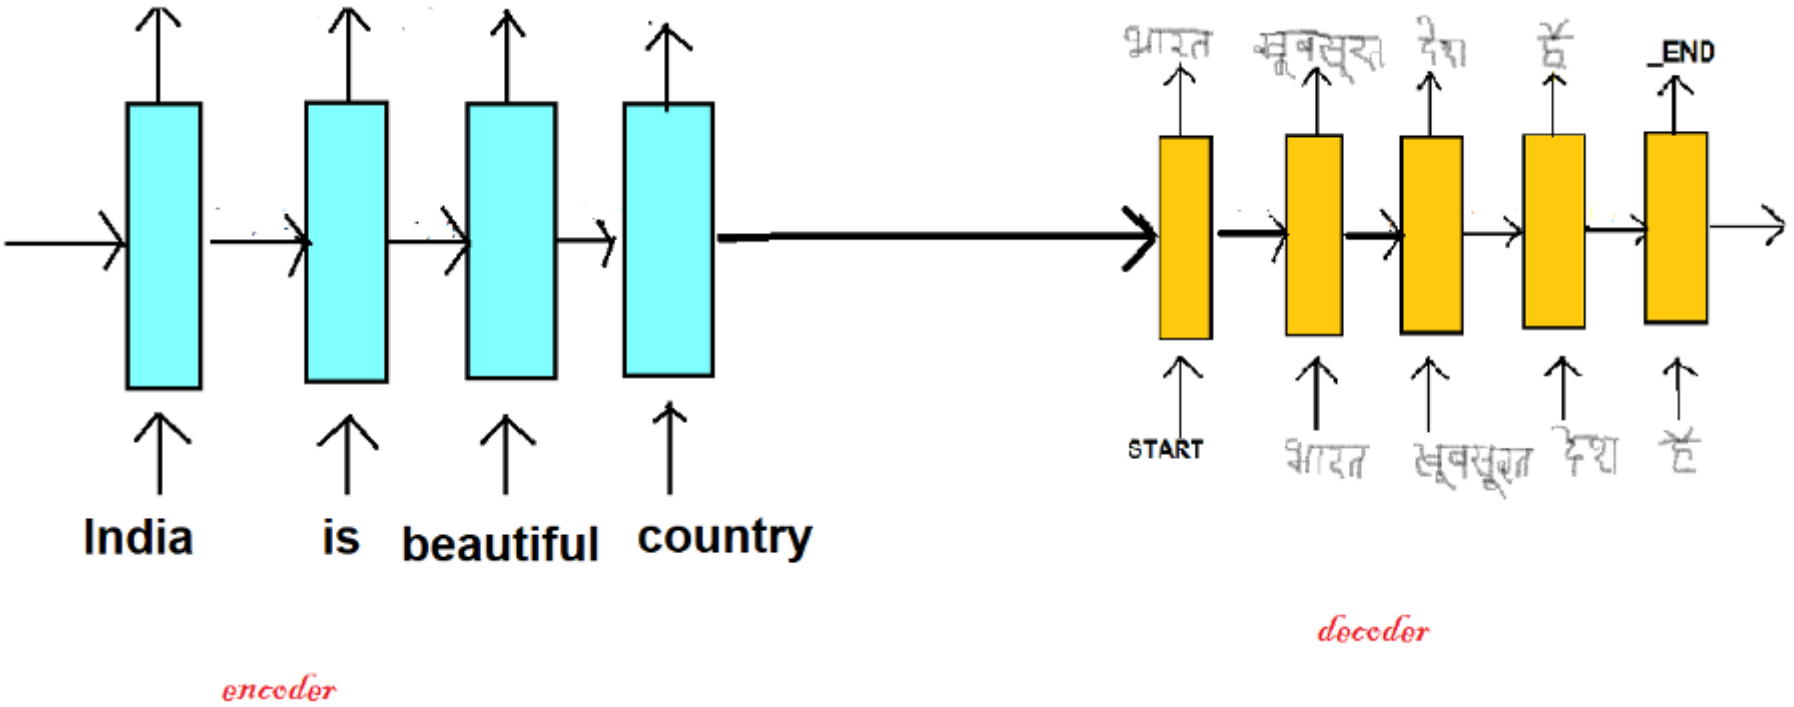 भारत खूबसूरत देश है _END
START भारत खूबसूरत देश है
India is beautiful country
decoder
encoder